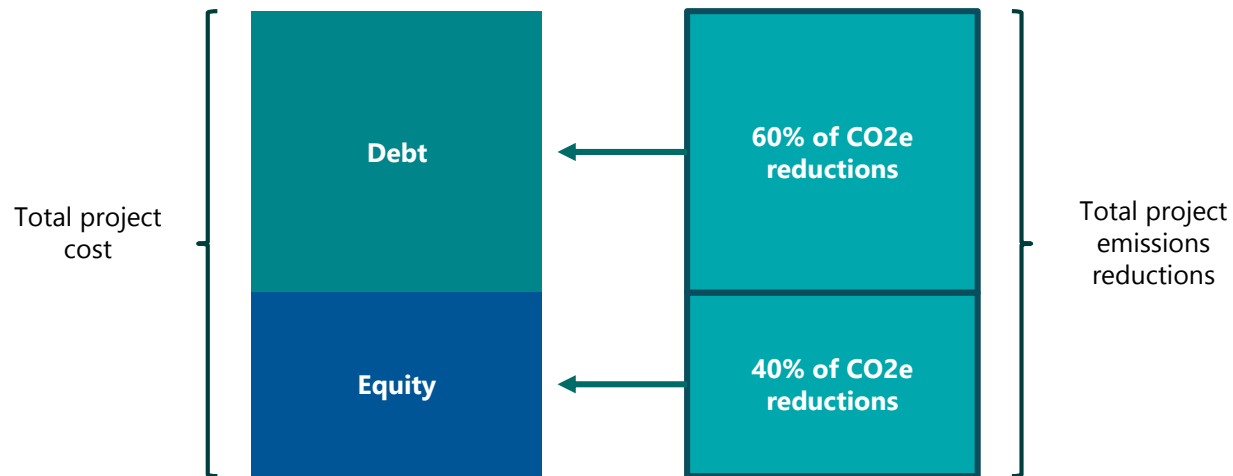 Total project
cost
Debt
Equity
60% of CO2e
reductions
40% of CO2e
reductions
Total project
emissions
reductions